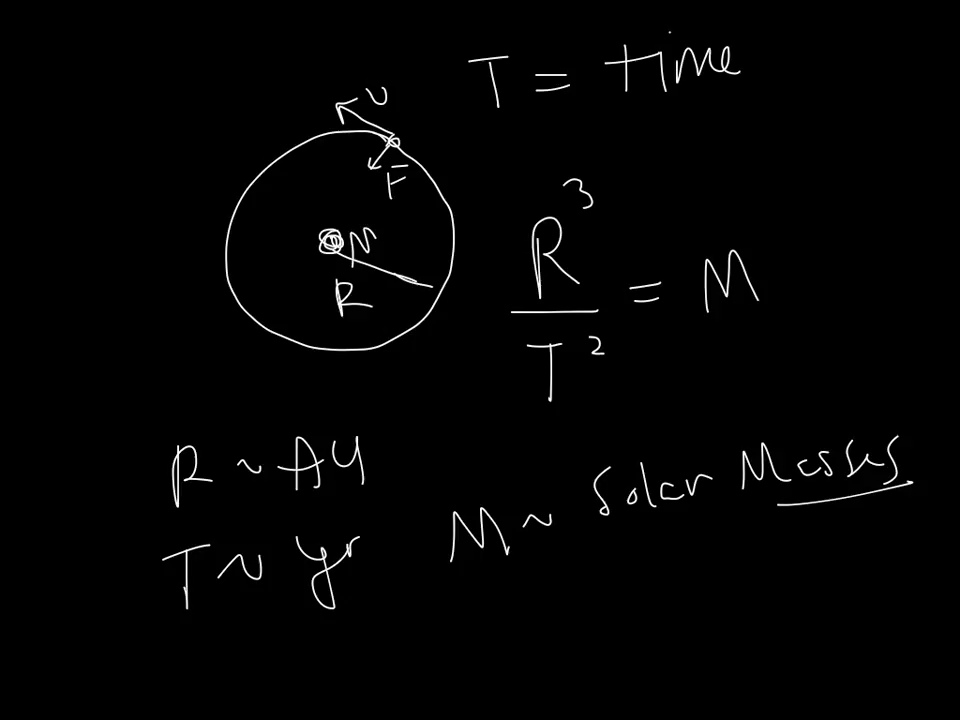 T = time
U
F
M
R
R³
— = M
T²
R ~ AU
M ~ Solar Masses
T ~ yr